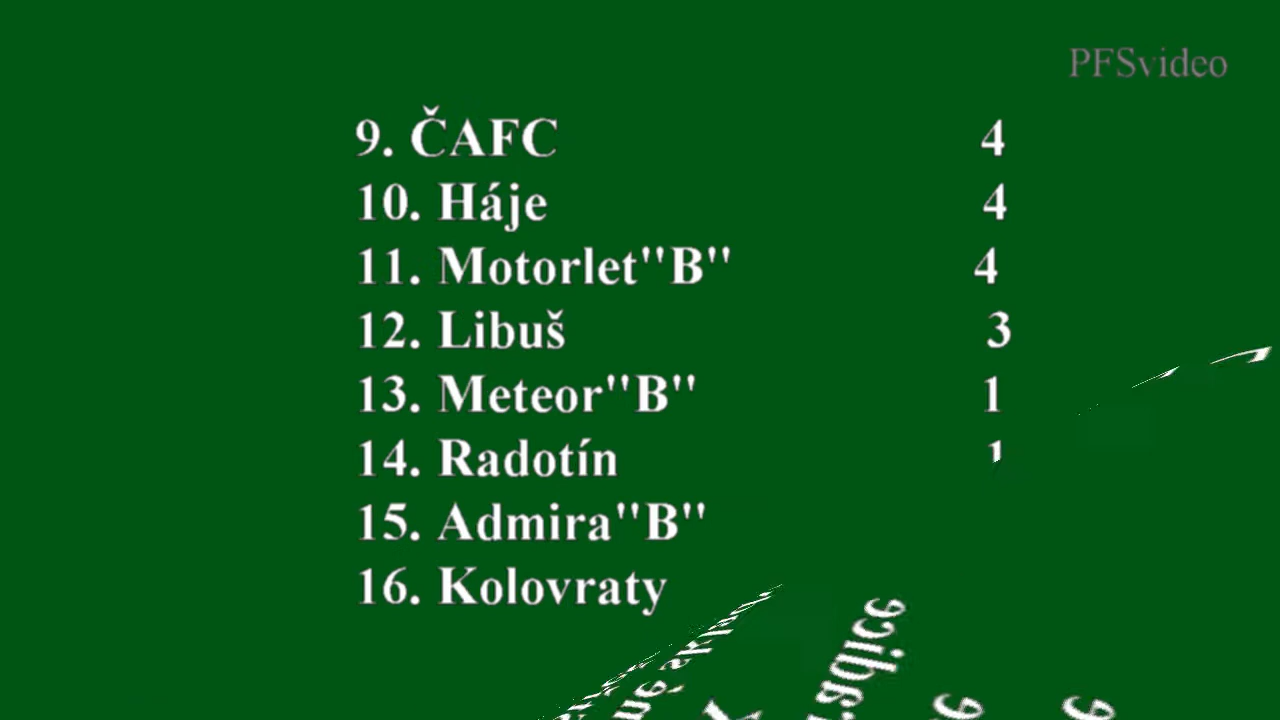 PFSvideo
9. ČAFC 4
10. Háje 4
11. Motorlet"B" 4
12. Libuš 3
13. Meteor"B" 1
14. Radotín 1
15. Admira"B"
16. Kolovraty